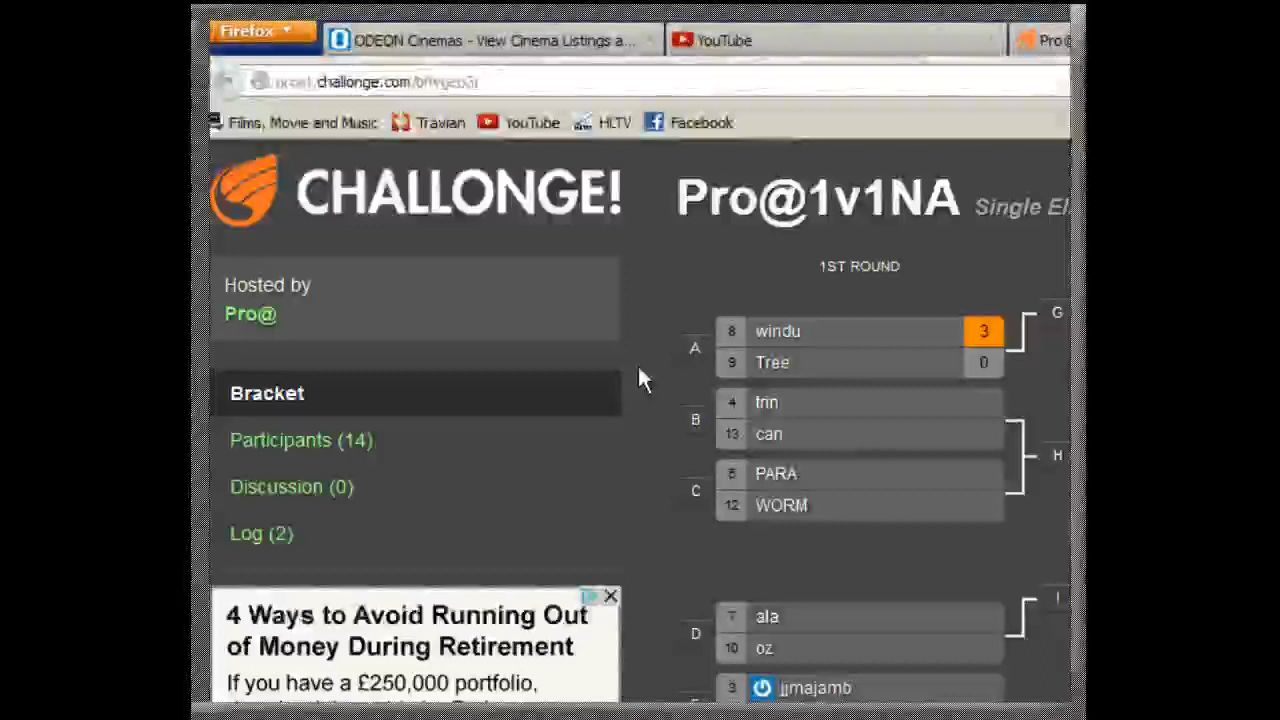 Firefox
ODEON Cinemas - View Cinema Listings a...
YouTube
Pro@
challonge.com/
Films, Movie and Music
Travian
YouTube
HLTV
Facebook
CHALLONGE!
Pro@1v1NA
Single El
1ST ROUND
Hosted by
Pro@
Bracket
Participants (14)
Discussion (0)
Log (2)
A
8 windu 3
9 Tree 0
G
B
4 trin
13 can
H
C
5 PARA
12 WORM
D
7 ala
10 oz
I
3 jjmajamb
4 Ways to Avoid Running Out
of Money During Retirement
If you have a £250,000 portfolio,